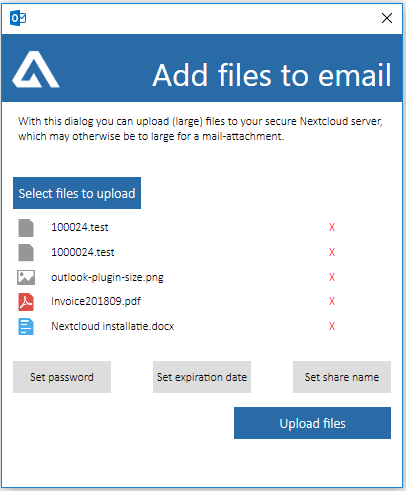 Add files to email
With this dialog you can upload (large) files to your secure Nextcloud server,
which may otherwise be to large for a mail-attachment.
Select files to upload
100024.test X
1000024.test X
outlook-plugin-size.png X
Invoice201809.pdf X
Nextcloud installatie.docx X
Set password Set expiration date Set share name
Upload files